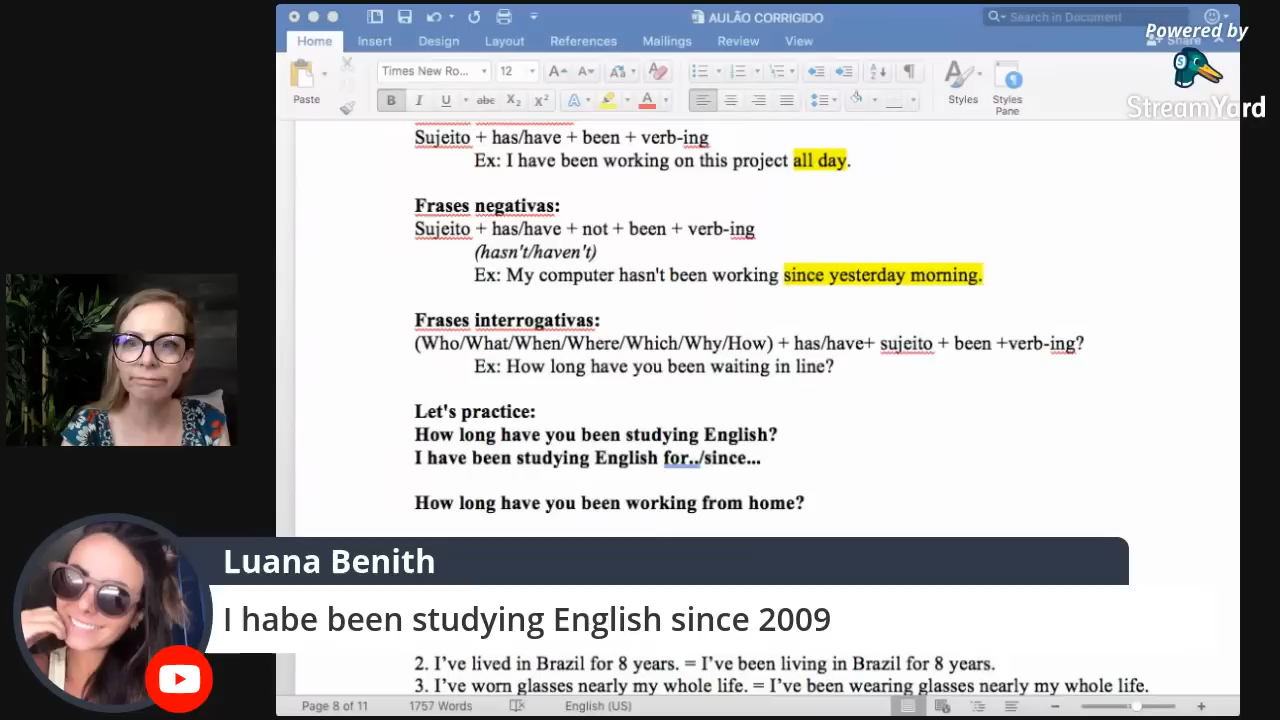 AULÃO CORRIGIDO
Search in Document
Powered by
Share
StreamYard
Home Insert Design Layout References Mailings Review View
Paste
Times New Ro... 12
B I U abc X₂ X²
Styles
Styles Pane
Sujeito + has/have + been + verb-ing
Ex: I have been working on this project all day.
Frases negativas:
Sujeito + has/have + not + been + verb-ing
(hasn't/haven't)
Ex: My computer hasn't been working since yesterday morning.
Frases interrogativas:
(Who/What/When/Where/Which/Why/How) + has/have+ sujeito + been +verb-ing?
Ex: How long have you been waiting in line?
Let's practice:
How long have you been studying English?
I have been studying English for../since...
How long have you been working from home?
Luana Benith
I habe been studying English since 2009
2. I've lived in Brazil for 8 years. = I've been living in Brazil for 8 years.
3. I've worn glasses nearly my whole life. = I've been wearing glasses nearly my whole life.
Page 8 of 11 1757 Words English (US)